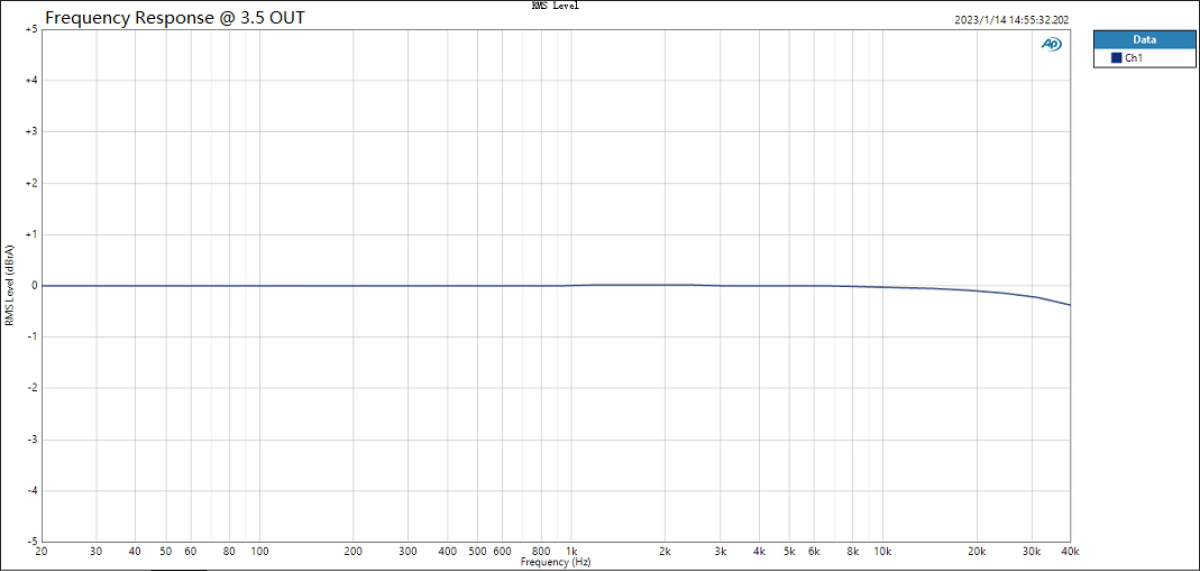 RMS Level
Frequency Response @ 3.5 OUT
2023/1/14 14:55:32.202
AP
Data
Ch1
+5
+4
+3
+2
+1
0
-1
-2
-3
-4
-5
RMS Level (dBrA)
20 30 40 50 60 80 100 200 300 400 500 600 800 1k 2k 3k 4k 5k 6k 8k 10k 20k 30k 40k
Frequency (Hz)